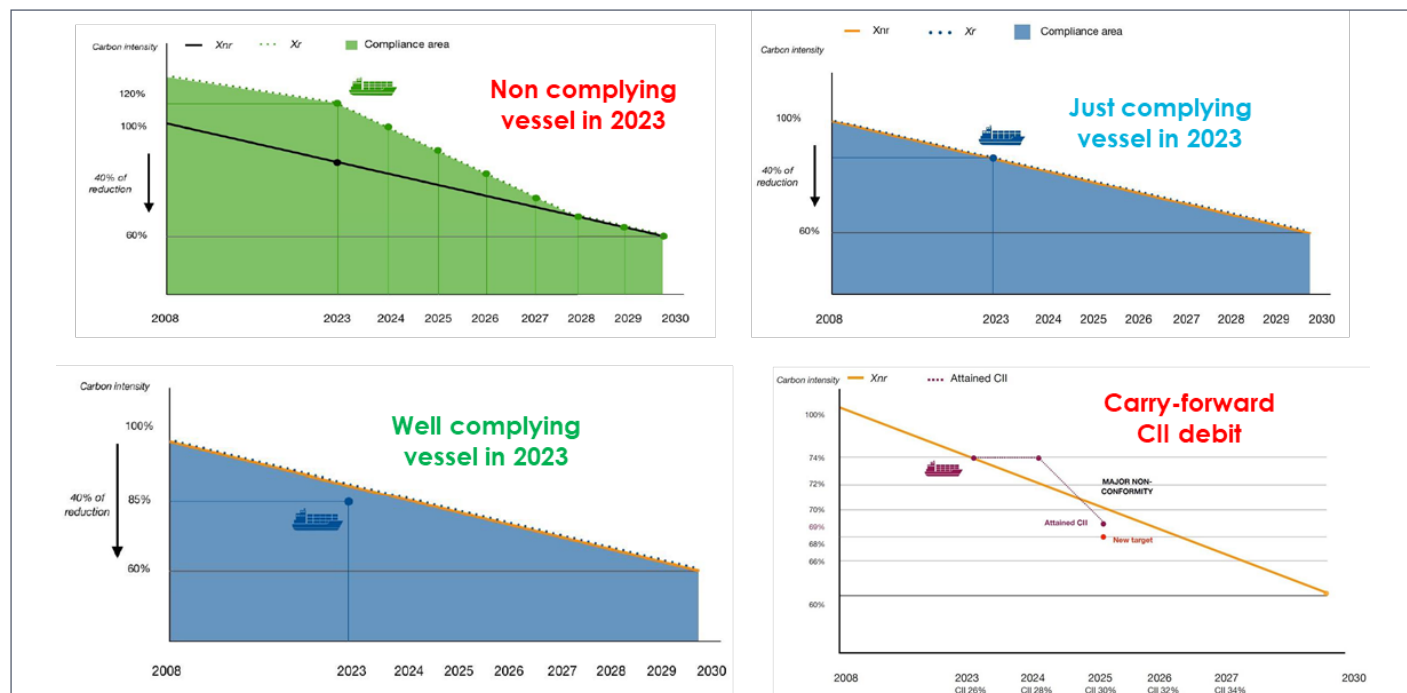 Carbon intensity
Xnr
Xr
Compliance area
Non complying
vessel in 2023
120%
100%
40% of
reduction
60%
2008 2023 2024 2025 2026 2027 2028 2029 2030
Xnr
Xr
Compliance area
Carbon intensity
Just complying
vessel in 2023
100%
40% of
reduction
60%
2008 2023 2024 2025 2026 2027 2028 2029 2030
Carbon intensity
Well complying
vessel in 2023
100%
40% of
reduction
85%
60%
2008 2023 2024 2025 2026 2027 2028 2029 2030
Carbon intensity
Xnr
Attained CII
Carry-forward
CII debit
100%
74%
72%
70%
69%
68%
66%
60%
MAJOR NON-
CONFORMITY
Attained CII
New target
2008 2023 2024 2025 2026 2027 2030
CII 26% CII 28% CII 30% CII 32% CII 34%